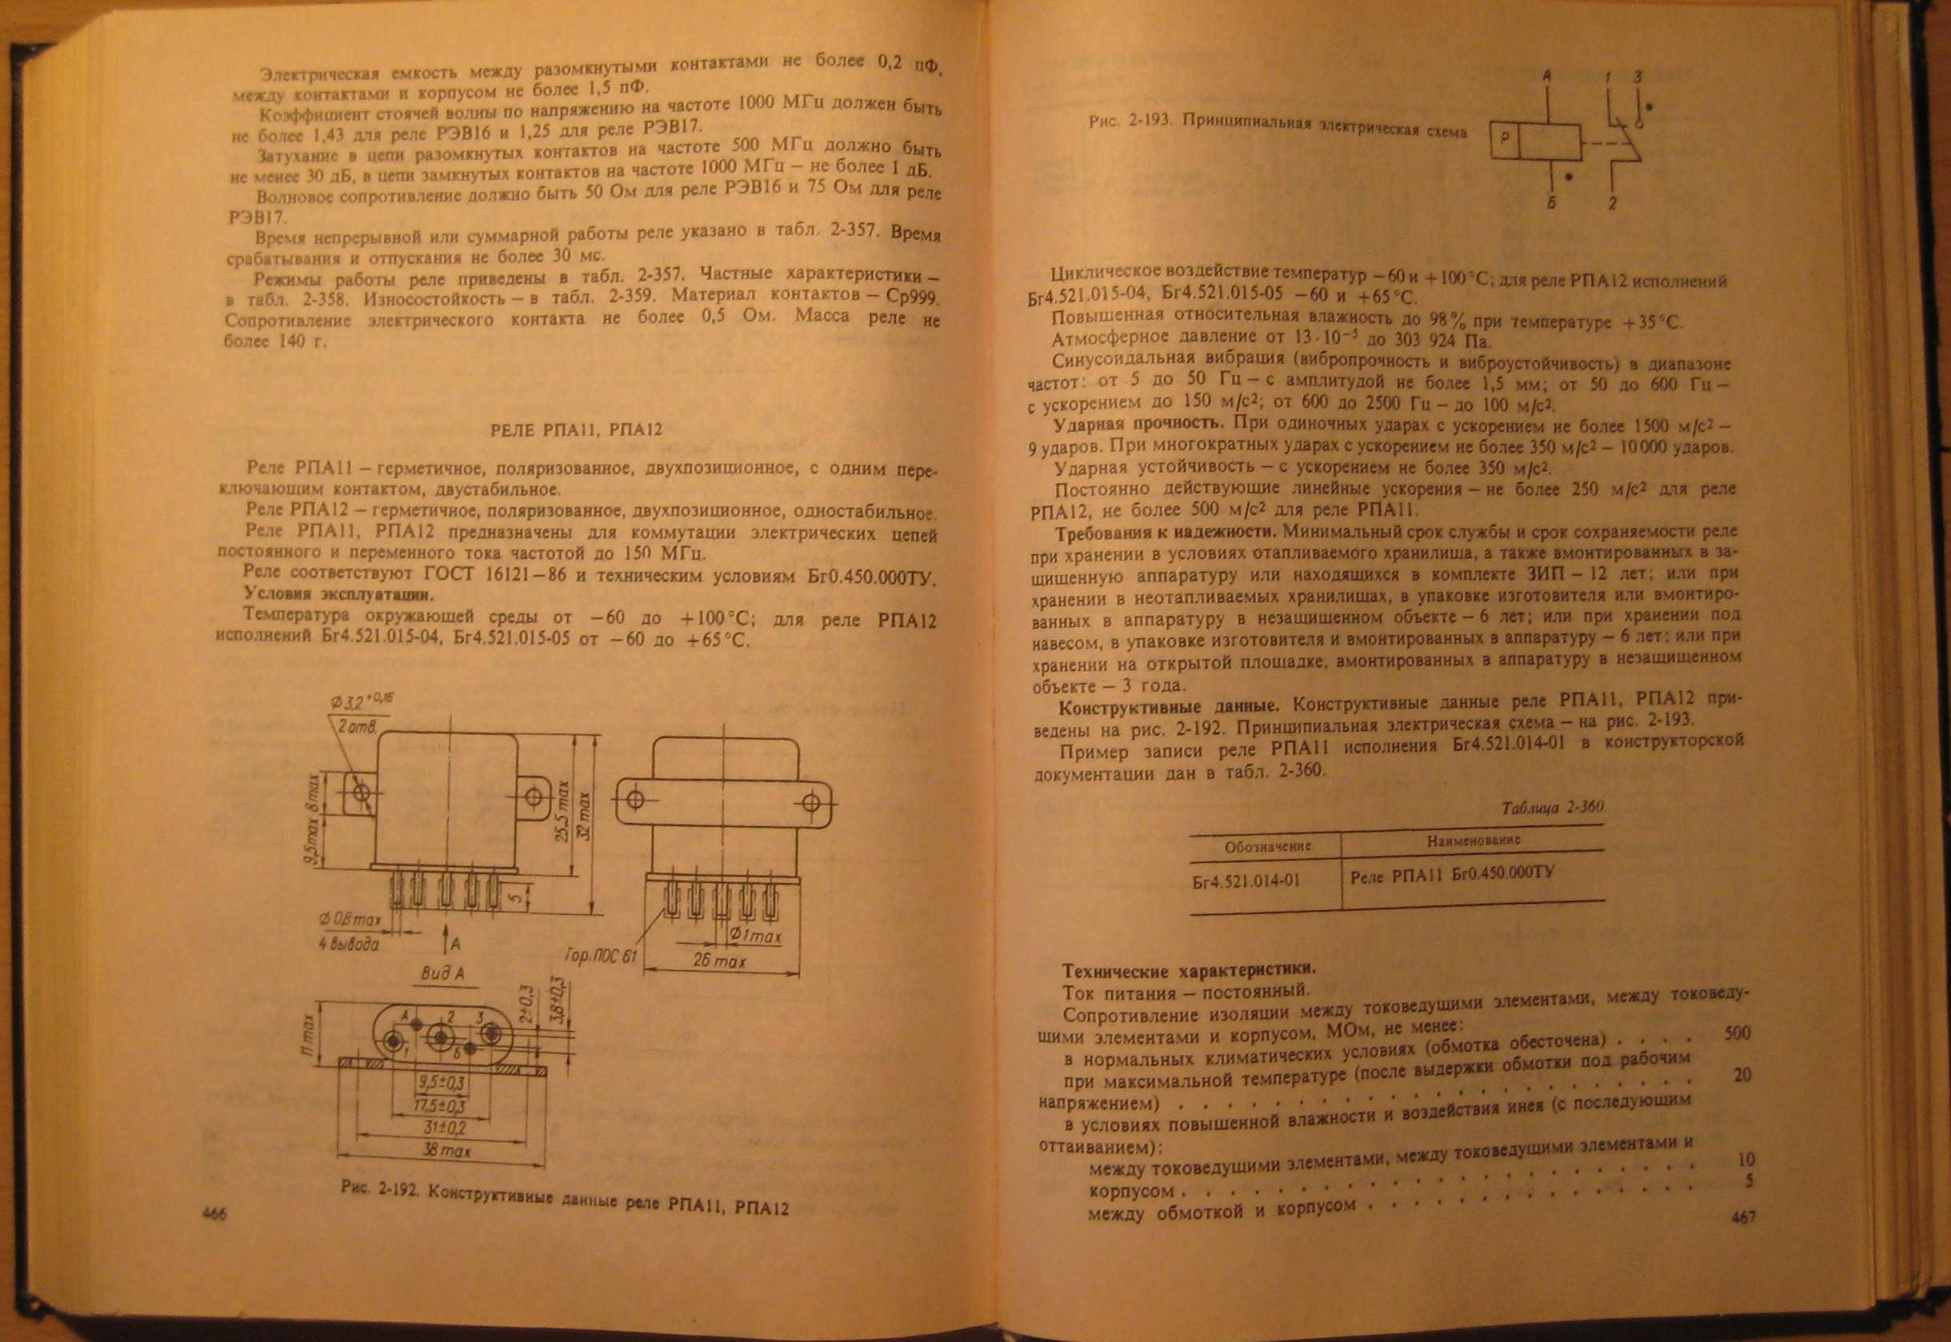 Электрическая емкость между разомкнутыми контактами не более 0,2 пФ,
между контактами и корпусом не более 1,5 пФ.
Коэффициент стоячей волны по напряжению на частоте 1000 МГц должен быть
не более 1,43 для реле РЭВ16 и 1,25 для реле РЭВ17.
Затухание в цепи разомкнутых контактов на частоте 500 МГц должно быть
не менее 30 дБ, в цепи замкнутых контактов на частоте 1000 МГц — не более 1 дБ.
Волновое сопротивление должно быть 50 Ом для реле РЭВ16 и 75 Ом для реле
РЭВ17.
Время непрерывной или суммарной работы реле указано в табл. 2-357. Время
срабатывания и отпускания не более 30 мс.
Режимы работы реле приведены в табл. 2-357. Частные характеристики —
в табл. 2-358. Износостойкость — в табл. 2-359. Материал контактов — Ср999.
Сопротивление электрического контакта не более 0,5 Ом. Масса реле не
более 140 г.
РЕЛЕ РПА11, РПА12
Реле РПА11 — герметичное, поляризованное, двухпозиционное, с одним пере-
ключающим контактом, двустабильное.
Реле РПА12 — герметичное, поляризованное, двухпозиционное, одностабильное.
Реле РПА11, РПА12 предназначены для коммутации электрических цепей
постоянного и переменного тока частотой до 150 МГц.
Реле соответствуют ГОСТ 16121—86 и техническим условиям Бг0.450.000ТУ.
Условия эксплуатации.
Температура окружающей среды от −60 до +100 °С; для реле РПА12
исполнений Бг4.521.015-04, Бг4.521.015-05 от −60 до +65 °С.
Ø3,2+0,16
2 отв.
8 max
9,5 max
25,5 max
32 max
5
Ø 0,8 max
4 вывода
А
Гор. ПОС 61
Ø1 max
26 max
Вид А
11 max
А 2 3
1 Б
2±0,3
3,8±0,3
9,5±0,3
17,5±0,3
31±0,2
38 max
Рис. 2-192. Конструктивные данные реле РПА11, РПА12
466
А 1 3
Рис. 2-193. Принципиальная электрическая схема
Р
Б 2
Циклическое воздействие температур −60 и +100 °С; для реле РПА12 исполнений
Бг4.521.015-04, Бг4.521.015-05 −60 и +65 °С.
Повышенная относительная влажность до 98% при температуре +35 °С.
Атмосферное давление от 13·10⁻⁵ до 303 924 Па.
Синусоидальная вибрация (вибропрочность и виброустойчивость) в диапазоне
частот: от 5 до 50 Гц — с амплитудой не более 1,5 мм; от 50 до 600 Гц —
с ускорением до 150 м/с²; от 600 до 2500 Гц — до 100 м/с².
Ударная прочность. При одиночных ударах с ускорением не более 1500 м/с² —
9 ударов. При многократных ударах с ускорением не более 350 м/с² — 10 000 ударов.
Ударная устойчивость — с ускорением не более 350 м/с².
Постоянно действующие линейные ускорения — не более 250 м/с² для реле
РПА12, не более 500 м/с² для реле РПА11.
Требования к надежности. Минимальный срок службы и срок сохраняемости реле
при хранении в условиях отапливаемого хранилища, а также вмонтированных в за-
щищенную аппаратуру или находящихся в комплекте ЗИП — 12 лет; или при
хранении в неотапливаемых хранилищах, в упаковке изготовителя или вмонтиро-
ванных в аппаратуру в незащищенном объекте — 6 лет; или при хранении под
навесом, в упаковке изготовителя и вмонтированных в аппаратуру — 6 лет; или при
хранении на открытой площадке, вмонтированных в аппаратуру в незащищенном
объекте — 3 года.
Конструктивные данные. Конструктивные данные реле РПА11, РПА12 при-
ведены на рис. 2-192. Принципиальная электрическая схема — на рис. 2-193.
Пример записи реле РПА11 исполнения Бг4.521.014-01 в конструкторской
документации дан в табл. 2-360.
Таблица 2-360
Обозначение Наименование
Бг4.521.014-01 Реле РПА11 Бг0.450.000ТУ
Технические характеристики.
Ток питания — постоянный.
Сопротивление изоляции между токоведущими элементами, между токоведу-
щими элементами и корпусом, МОм, не менее:
в нормальных климатических условиях (обмотка обесточена) . . . . 500
при максимальной температуре (после выдержки обмотки под рабочим
напряжением) . . . . . . . . . . . . . . . . . . . . . 20
в условиях повышенной влажности и воздействия инея (с последующим
оттаиванием):
между токоведущими элементами, между токоведущими элементами и
корпусом . . . . . . . . . . . . . . . . . . . . . 10
между обмоткой и корпусом . . . . . . . . . . . . . . 5
467